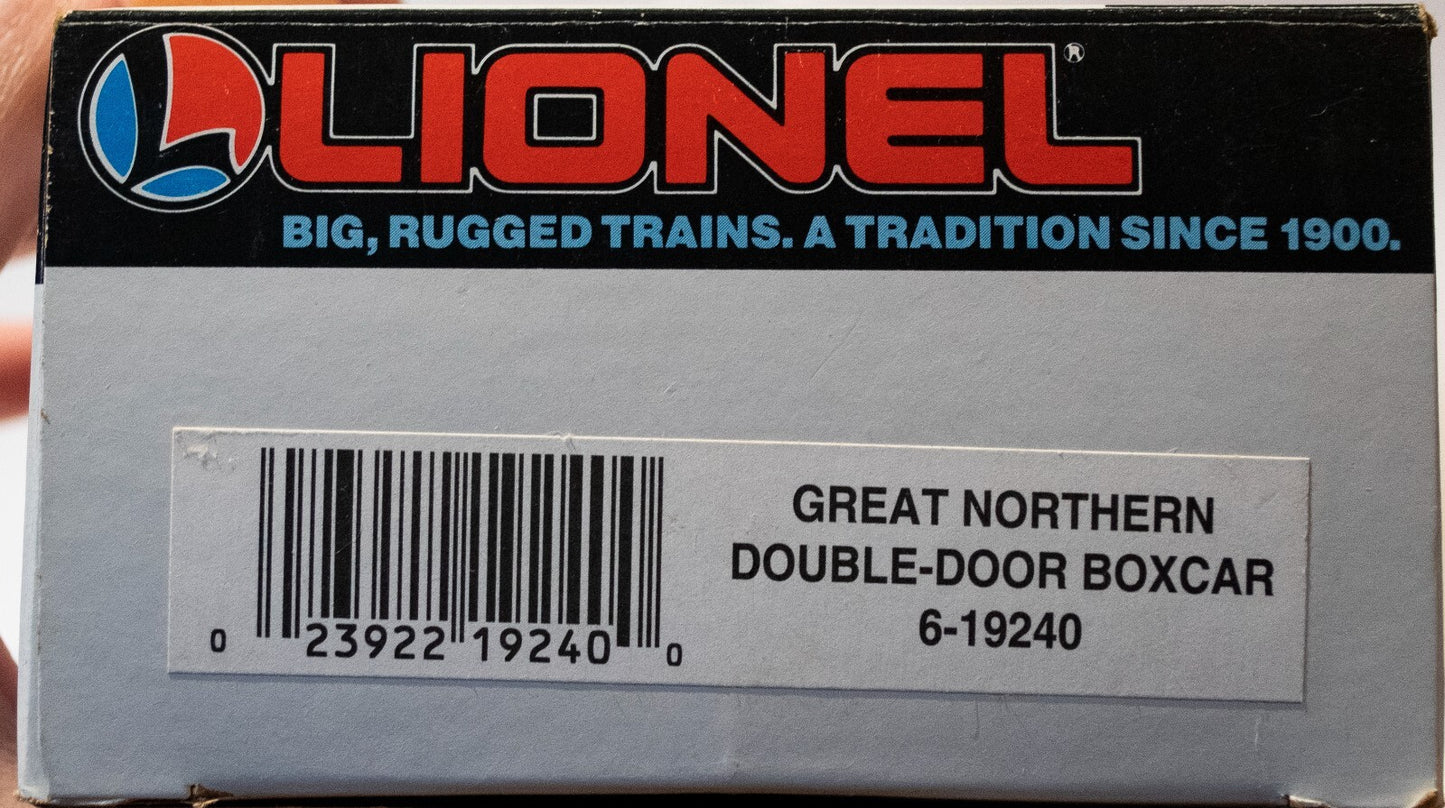 LIONEL®
BIG, RUGGED TRAINS. A TRADITION SINCE 1900.
GREAT NORTHERN
DOUBLE-DOOR BOXCAR
6-19240
0 23922 19240 0